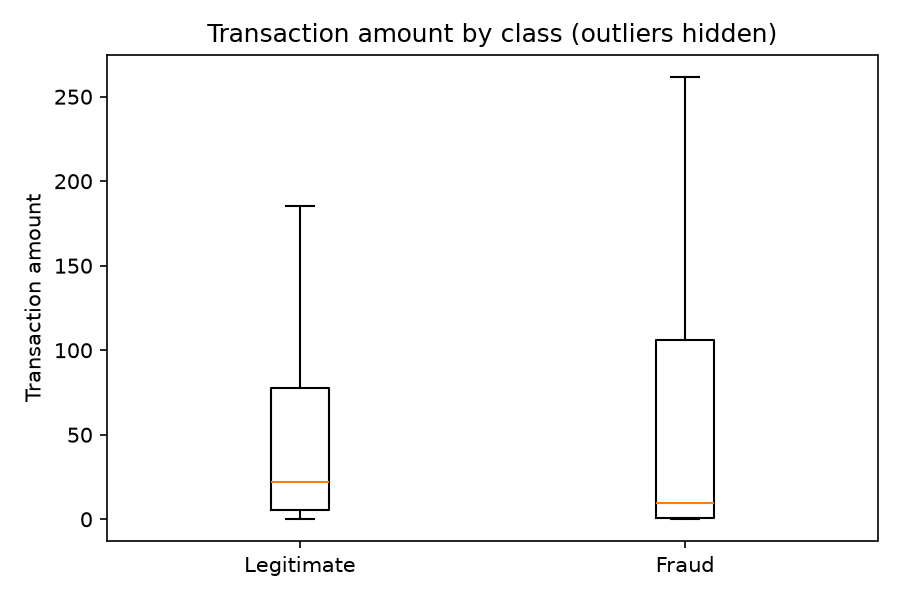 Transaction amount by class (outliers hidden)
Transaction amount
250
200
150
100
50
0
Legitimate
Fraud